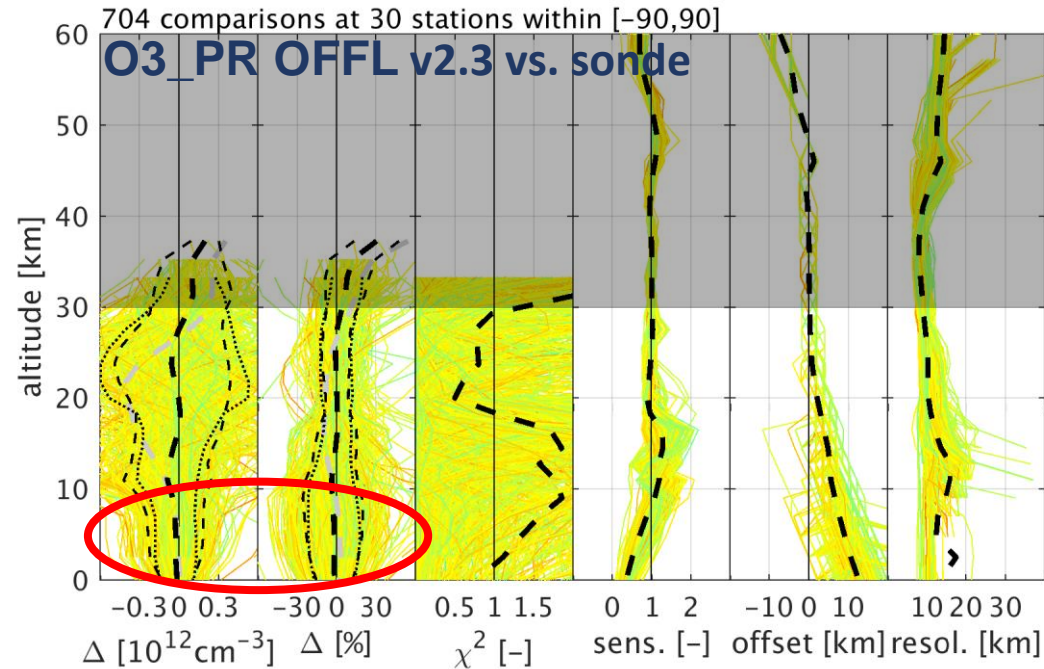 704 comparisons at 30 stations within [-90,90]
O3_PR OFFL v2.3 vs. sonde
60
50
40
30
20
10
0
altitude [km]
-0.3 0 0.3
-30 0 30
0.5 1 1.5
0 1 2
-10 0 10
10 20 30
Δ [10¹²cm⁻³]
Δ [%]
χ² [-]
sens. [-]
offset [km]
resol. [km]